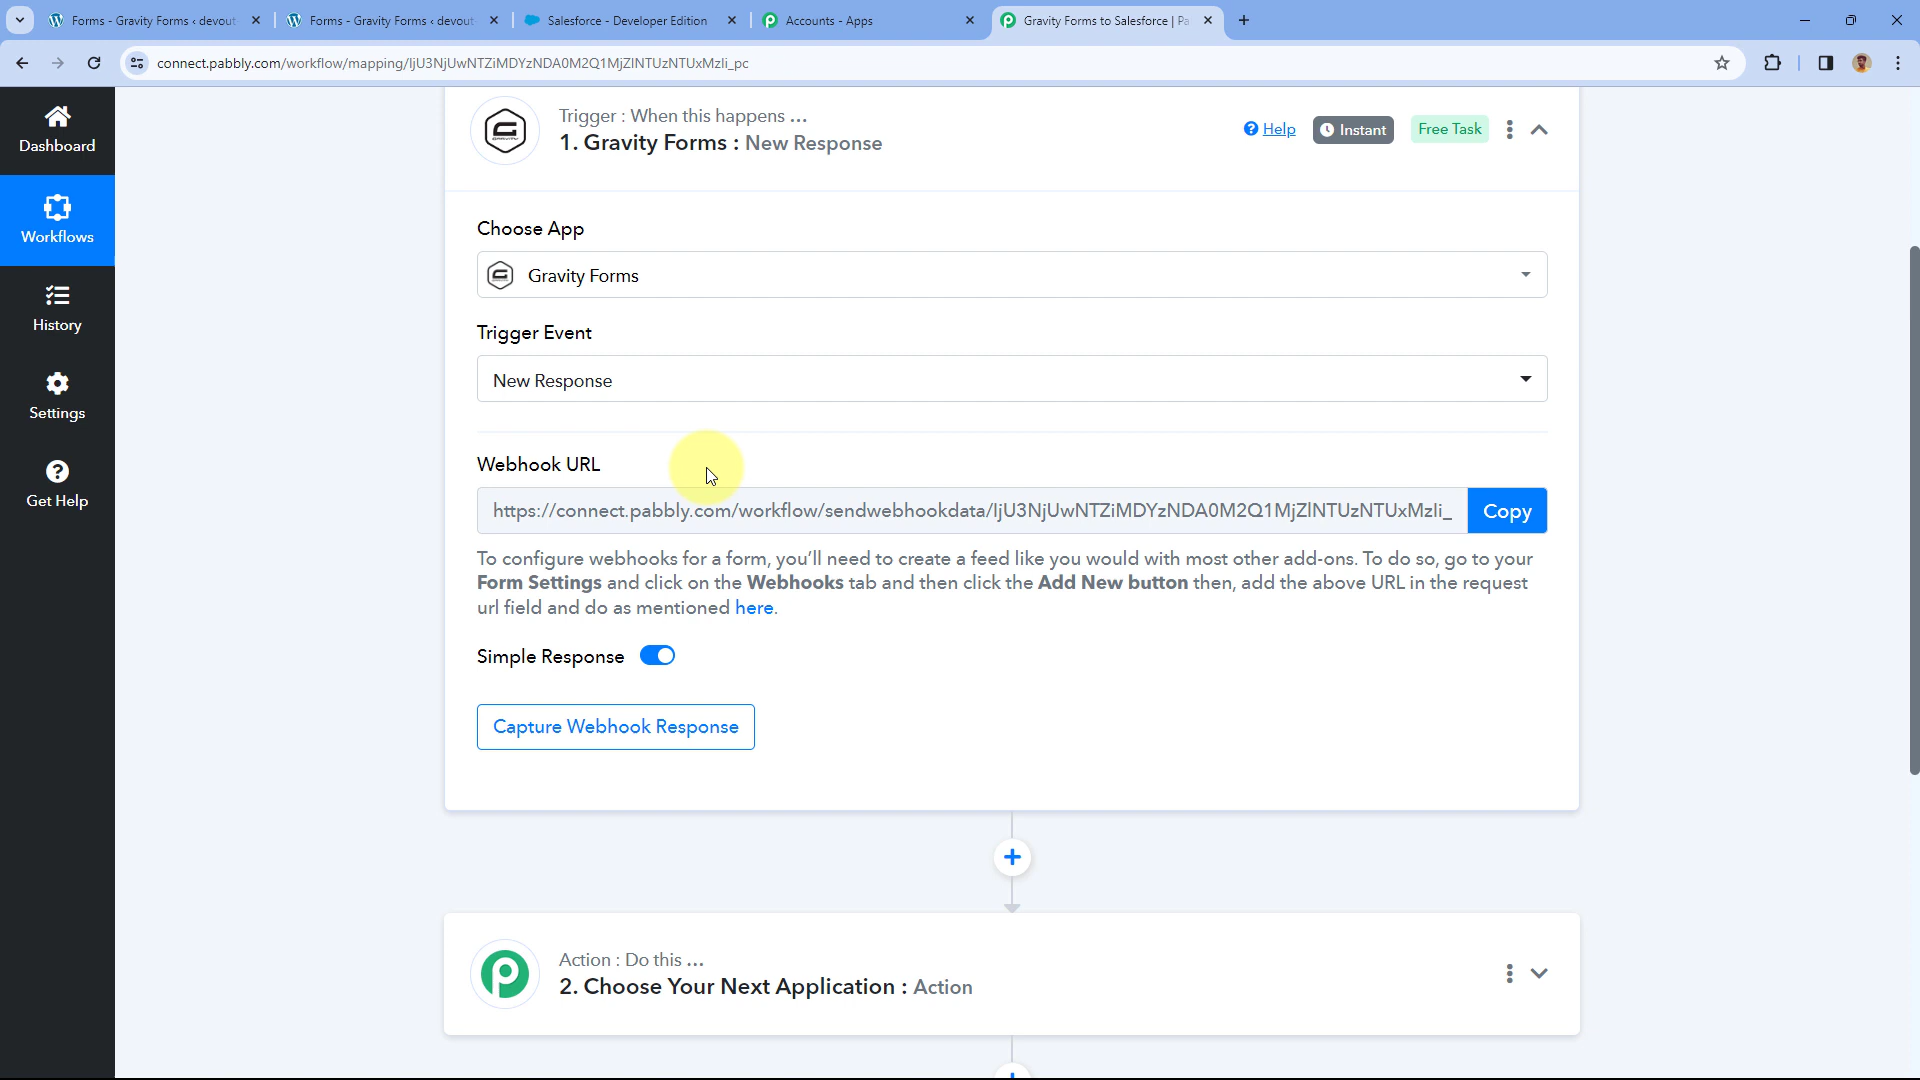 Forms - Gravity Forms ‹ devout
Forms - Gravity Forms ‹ devout
Salesforce - Developer Edition
Accounts - Apps
Gravity Forms to Salesforce | Pa
connect.pabbly.com/workflow/mapping/IjU3NjUwNTZiMDYzNDA0M2Q1MjZlNTUzNTUxMzIi_pc
Dashboard
Workflows
History
Settings
Get Help
Trigger : When this happens ...
1. Gravity Forms : New Response
Help
Instant
Free Task
Choose App
Gravity Forms
Trigger Event
New Response
Webhook URL
https://connect.pabbly.com/workflow/sendwebhookdata/IjU3NjUwNTZiMDYzNDA0M2Q1MjZlNTUzNTUxMzIi_
Copy
To configure webhooks for a form, you'll need to create a feed like you would with most other add-ons. To do so, go to your
Form Settings and click on the Webhooks tab and then click the Add New button then, add the above URL in the request
url field and do as mentioned here.
Simple Response
Capture Webhook Response
Action : Do this ...
2. Choose Your Next Application : Action